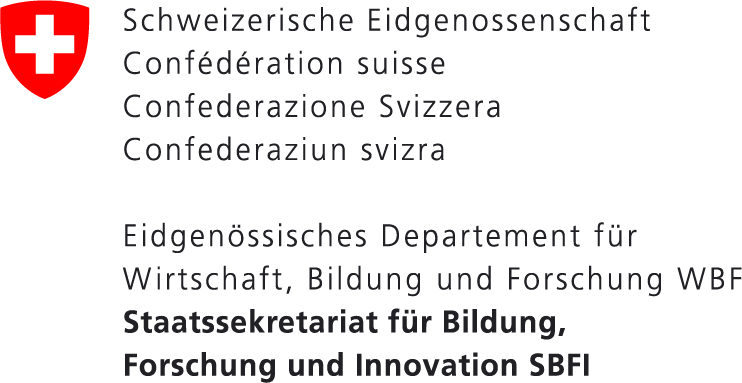 Schweizerische Eidgenossenschaft
Confédération suisse
Confederazione Svizzera
Confederaziun svizra
Eidgenössisches Departement für
Wirtschaft, Bildung und Forschung WBF
Staatssekretariat für Bildung,
Forschung und Innovation SBFI